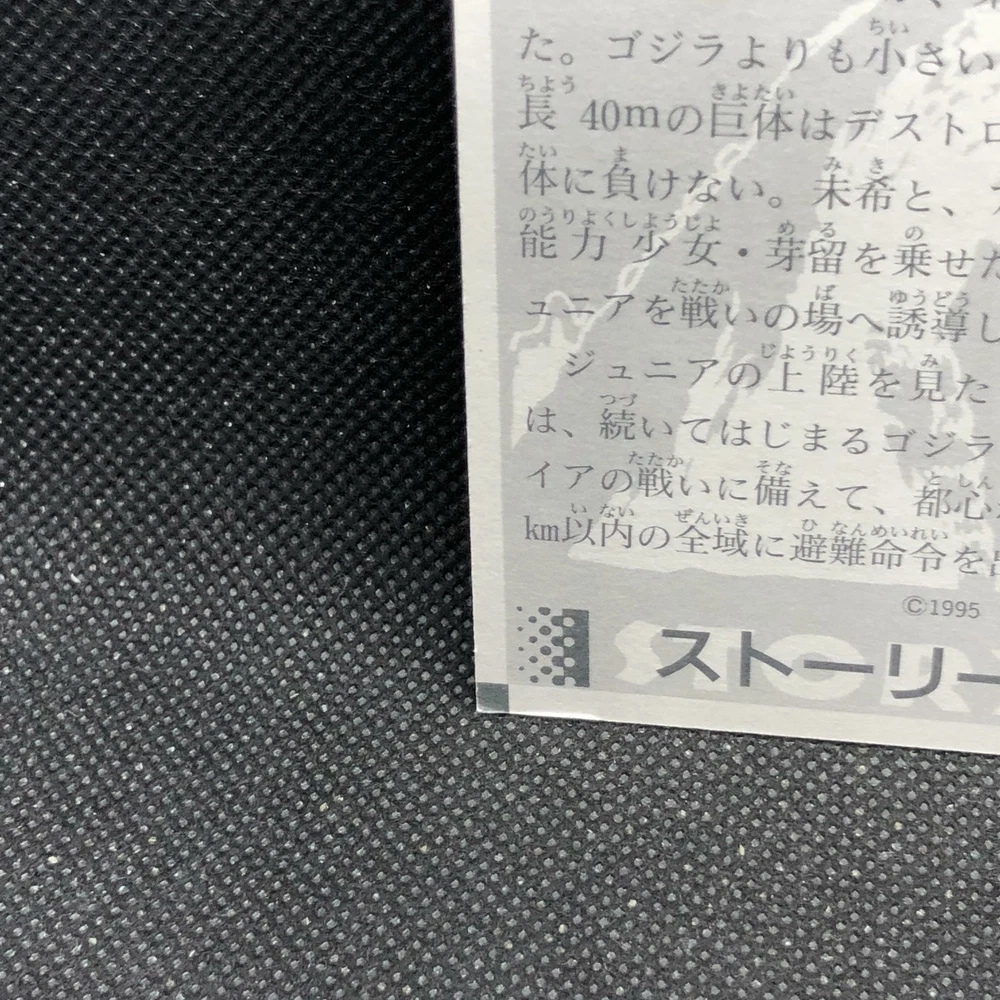 た。ゴジラよりも小さい
長 40mの巨体はデストロ
体に負けない。未希と、
能力少女・芽留を乗せた
ュニアを戦いの場へ誘導し
ジュニアの上陸を見た
は、続いてはじまるゴジラ
イアの戦いに備えて、都心
km以内の全域に避難命令を
©1995
STORY
ストーリー